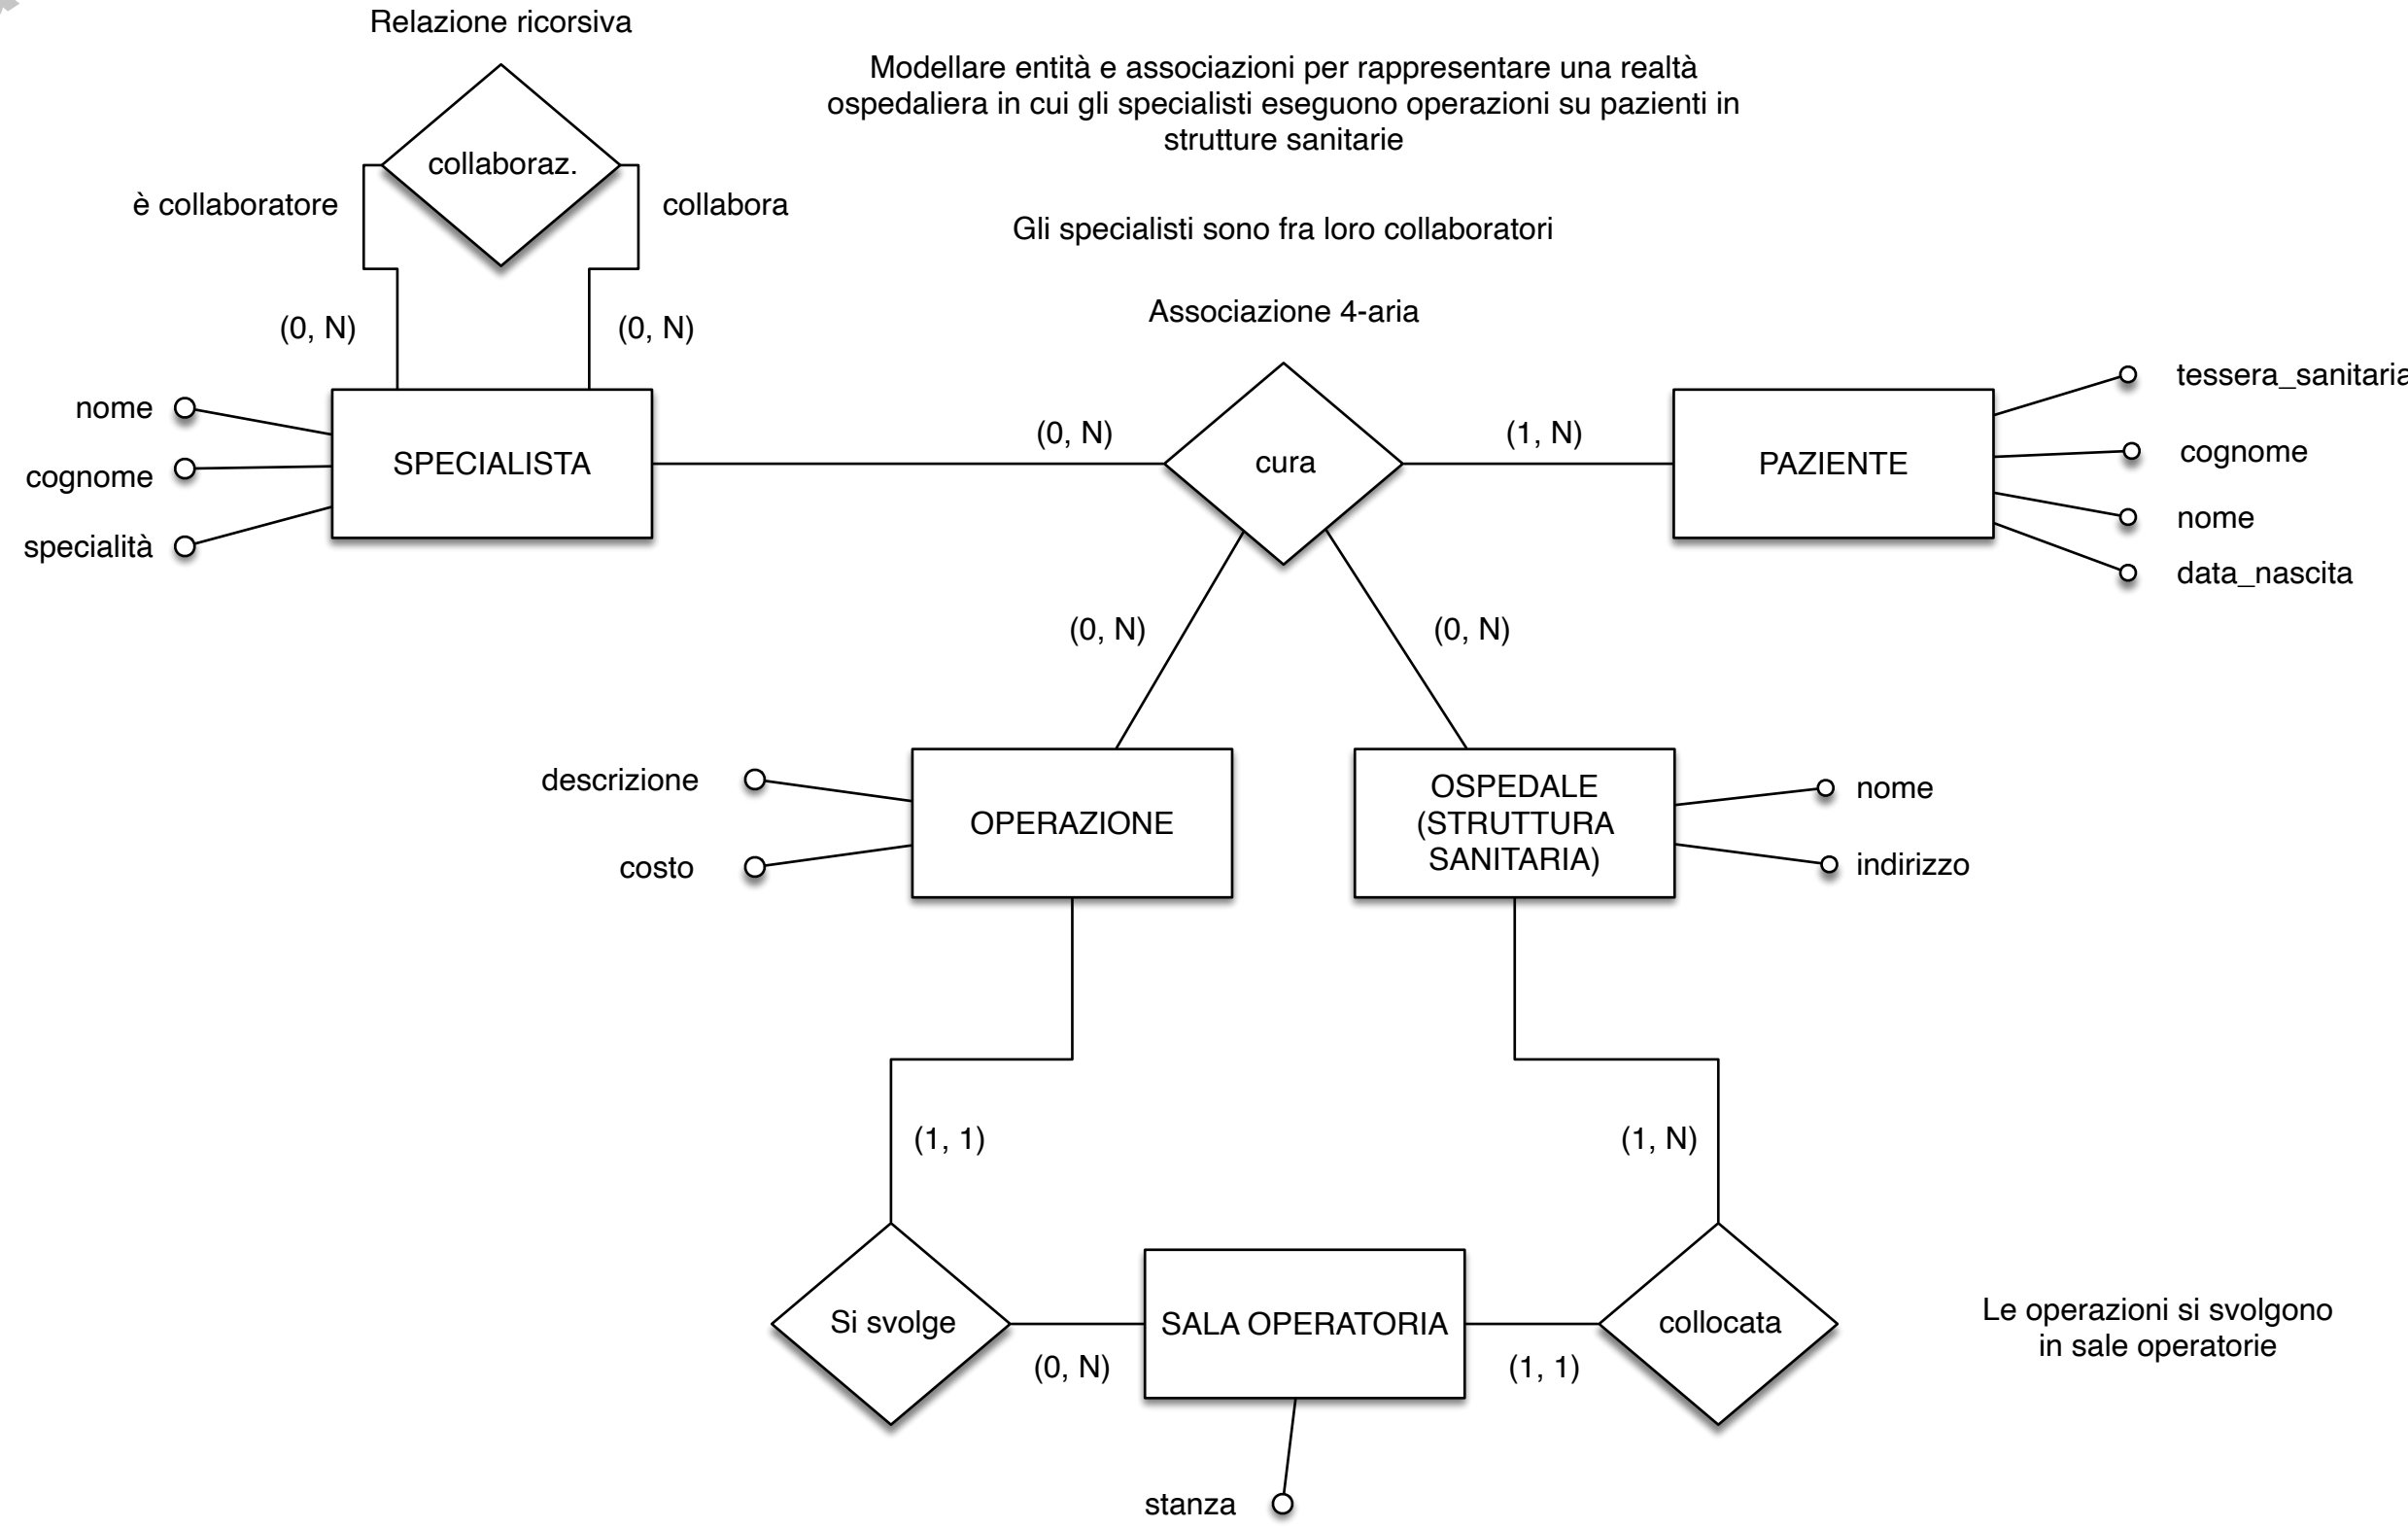 Relazione ricorsiva
Modellare entità e associazioni per rappresentare una realtà
ospedaliera in cui gli specialisti eseguono operazioni su pazienti in
strutture sanitarie
collaboraz.
è collaboratore
collabora
Gli specialisti sono fra loro collaboratori
Associazione 4-aria
(0, N)
(0, N)
nome
cognome
specialità
SPECIALISTA
(0, N)
cura
(1, N)
PAZIENTE
tessera_sanitaria
cognome
nome
data_nascita
(0, N)
(0, N)
descrizione
costo
OPERAZIONE
OSPEDALE
(STRUTTURA
SANITARIA)
nome
indirizzo
(1, 1)
(1, N)
Si svolge
(0, N)
SALA OPERATORIA
(1, 1)
collocata
Le operazioni si svolgono
in sale operatorie
stanza